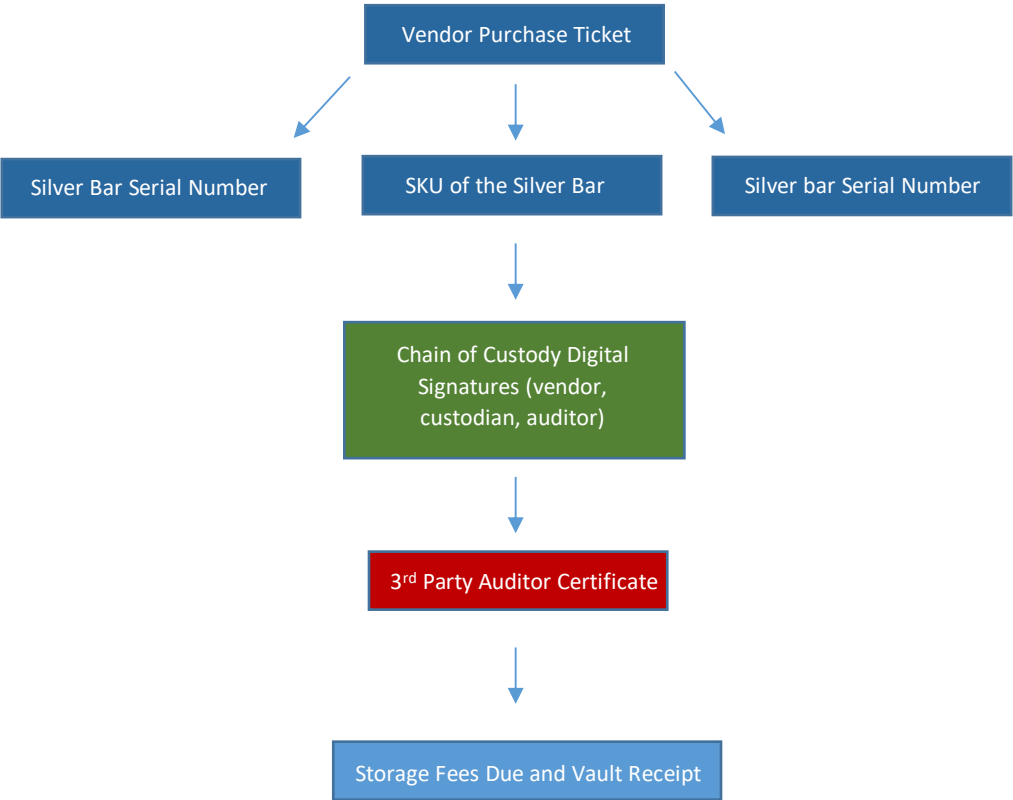 Vendor Purchase Ticket
Silver Bar Serial Number
SKU of the Silver Bar
Silver bar Serial Number
Chain of Custody Digital
Signatures (vendor,
custodian, auditor)
3rd Party Auditor Certificate
Storage Fees Due and Vault Receipt